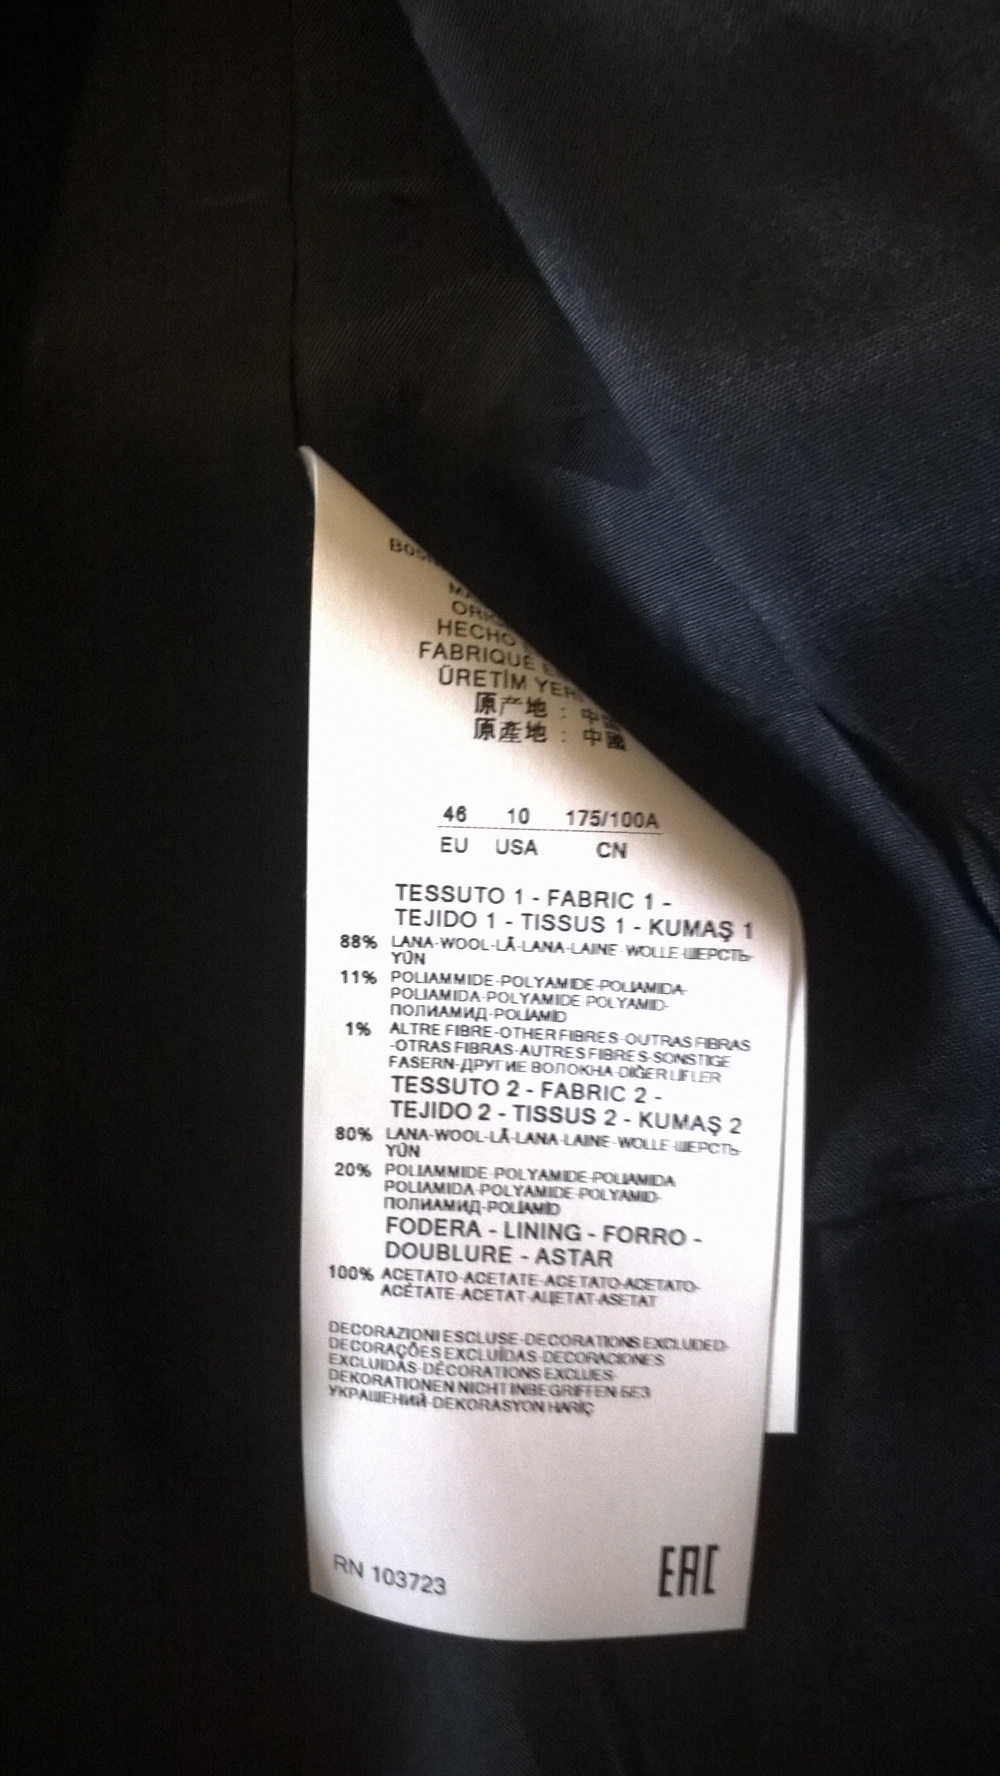 HECHO
FABRIQUE
ÜRETİM
原产地 : 中国
原產地 : 中國
46 10 175/100A
EU USA CN
TESSUTO 1 - FABRIC 1 -
TEJIDO 1 - TISSUS 1 - KUMAŞ 1
88% LANA-WOOL-LÃ-LANA-LAINE-WOLLE-ШЕРСТЬ-
YÜN
11% POLIAMMIDE-POLYAMIDE-POLIAMIDA-
POLIAMIDA-POLYAMIDE-POLYAMID-
ПОЛИАМИД-POLİAMİD
1% ALTRE FIBRE-OTHER FIBRES-OUTRAS FIBRAS
-OTRAS FIBRAS-AUTRES FIBRES-SONSTIGE
FASERN-ДРУГИЕ ВОЛОКНА-DİĞER LİFLER
TESSUTO 2 - FABRIC 2 -
TEJIDO 2 - TISSUS 2 - KUMAŞ 2
80% LANA-WOOL-LÃ-LANA-LAINE-WOLLE-ШЕРСТЬ-
YÜN
20% POLIAMMIDE-POLYAMIDE-POLIAMIDA
POLIAMIDA-POLYAMIDE-POLYAMID-
ПОЛИАМИД-POLİAMİD
FODERA - LINING - FORRO -
DOUBLURE - ASTAR
100% ACETATO-ACETATE-ACETATO-ACETATO-
ACÉTATE-ACETAT-АЦЕТАТ-ASETAT
DECORAZIONI ESCLUSE-DECORATIONS EXCLUDED-
DECORAÇÕES EXCLUÍDAS-DECORACIONES
EXCLUIDAS-DÉCORATIONS EXCLUES-
DEKORATIONEN NICHT INBEGRIFFEN-БЕЗ
УКРАШЕНИЙ-DEKORASYON HARİÇ
RN 103723
EAC